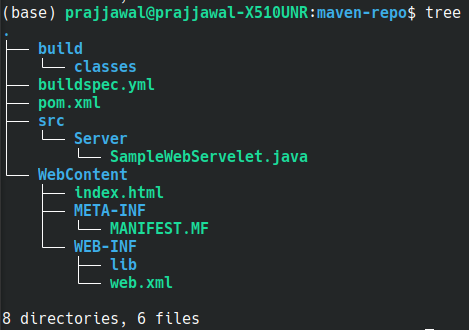 (base) prajjawal@prajjawal-X510UNR:maven-repo$ tree
.
├── build
│   └── classes
├── buildspec.yml
├── pom.xml
├── src
│   └── Server
│       └── SampleWebServelet.java
└── WebContent
    ├── index.html
    ├── META-INF
    │   └── MANIFEST.MF
    └── WEB-INF
        ├── lib
        └── web.xml
8 directories, 6 files